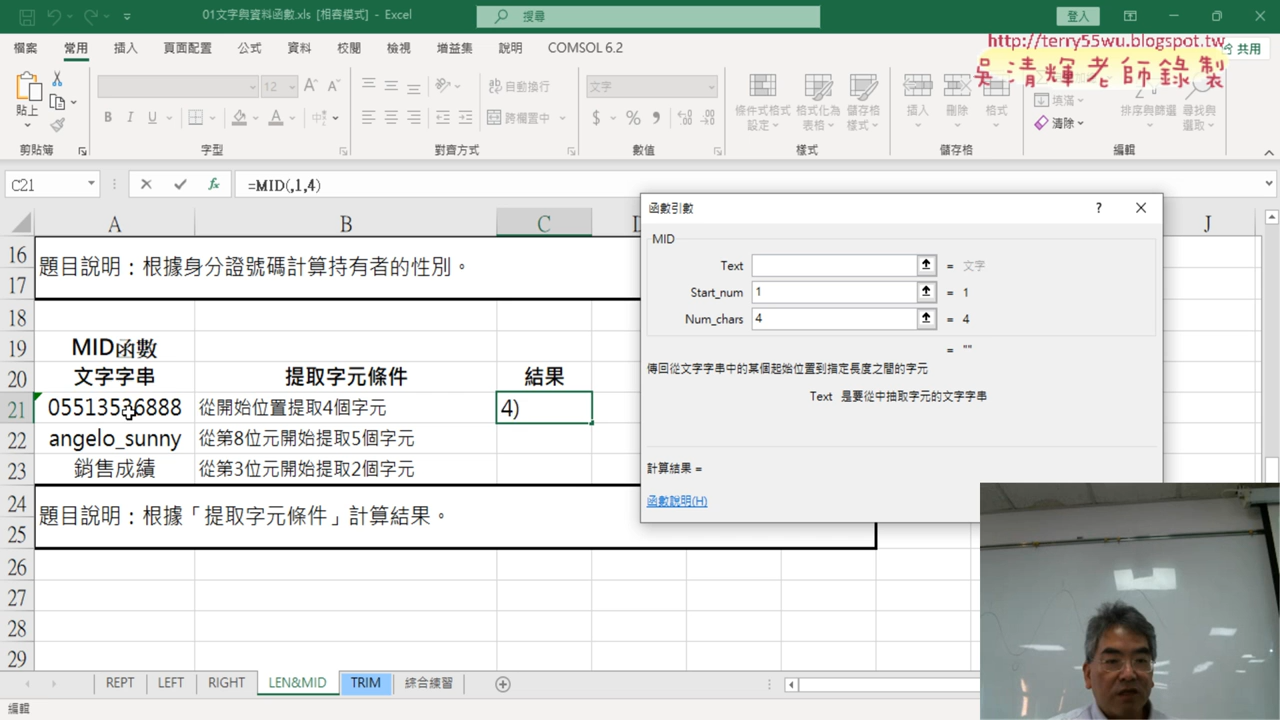 01文字與資料函數.xls [相容模式] - Excel
搜尋
登入
檔案 常用 插入 頁面配置 公式 資料 校閱 檢視 增益集 說明 COMSOL 6.2
共用
http://terry55wu.blogspot.tw
吳清輝老師錄製
貼上
12
自動換行
跨欄置中
文字
條件式格式設定
格式化為表格
儲存格樣式
插入 刪除 格式
填滿
清除
排序與篩選
尋找與選取
剪貼簿 字型 對齊方式 數值 樣式 儲存格 編輯
C21
=MID(,1,4)
A B C J
16
17
題目說明：根據身分證號碼計算持有者的性別。
18
19 MID函數
20 文字字串 提取字元條件 結果
21 05513536888 從開始位置提取4個字元 4)
22 angelo_sunny 從第8位元開始提取5個字元
23 銷售成績 從第3位元開始提取2個字元
24
25
題目說明：根據「提取字元條件」計算結果。
26
27
28
29
函數引數
?
MID
Text = 文字
Start_num 1 = 1
Num_chars 4 = 4
= ""
傳回從文字字串中的某個起始位置到指定長度之間的字元
Text 是要從中抽取字元的文字字串
計算結果 =
函數說明(H)
REPT LEFT RIGHT LEN&MID TRIM 綜合練習
編輯